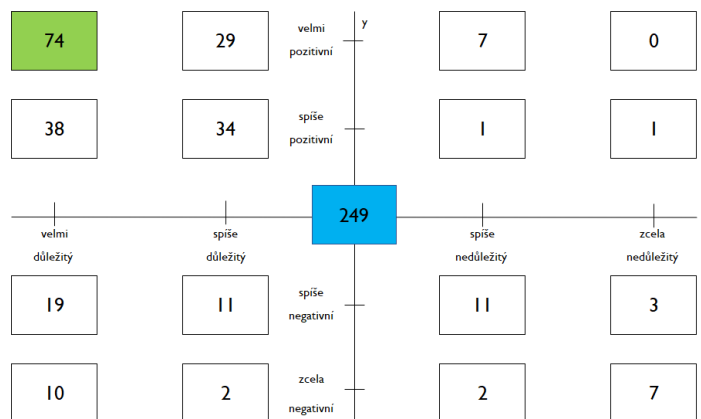 74 29 velmi pozitivní y 7 0
38 34 spíše pozitivní 1 1
249
velmi důležitý
spíše důležitý
spíše nedůležitý
zcela nedůležitý
19 11 spíše negativní 11 3
10 2 zcela negativní 2 7